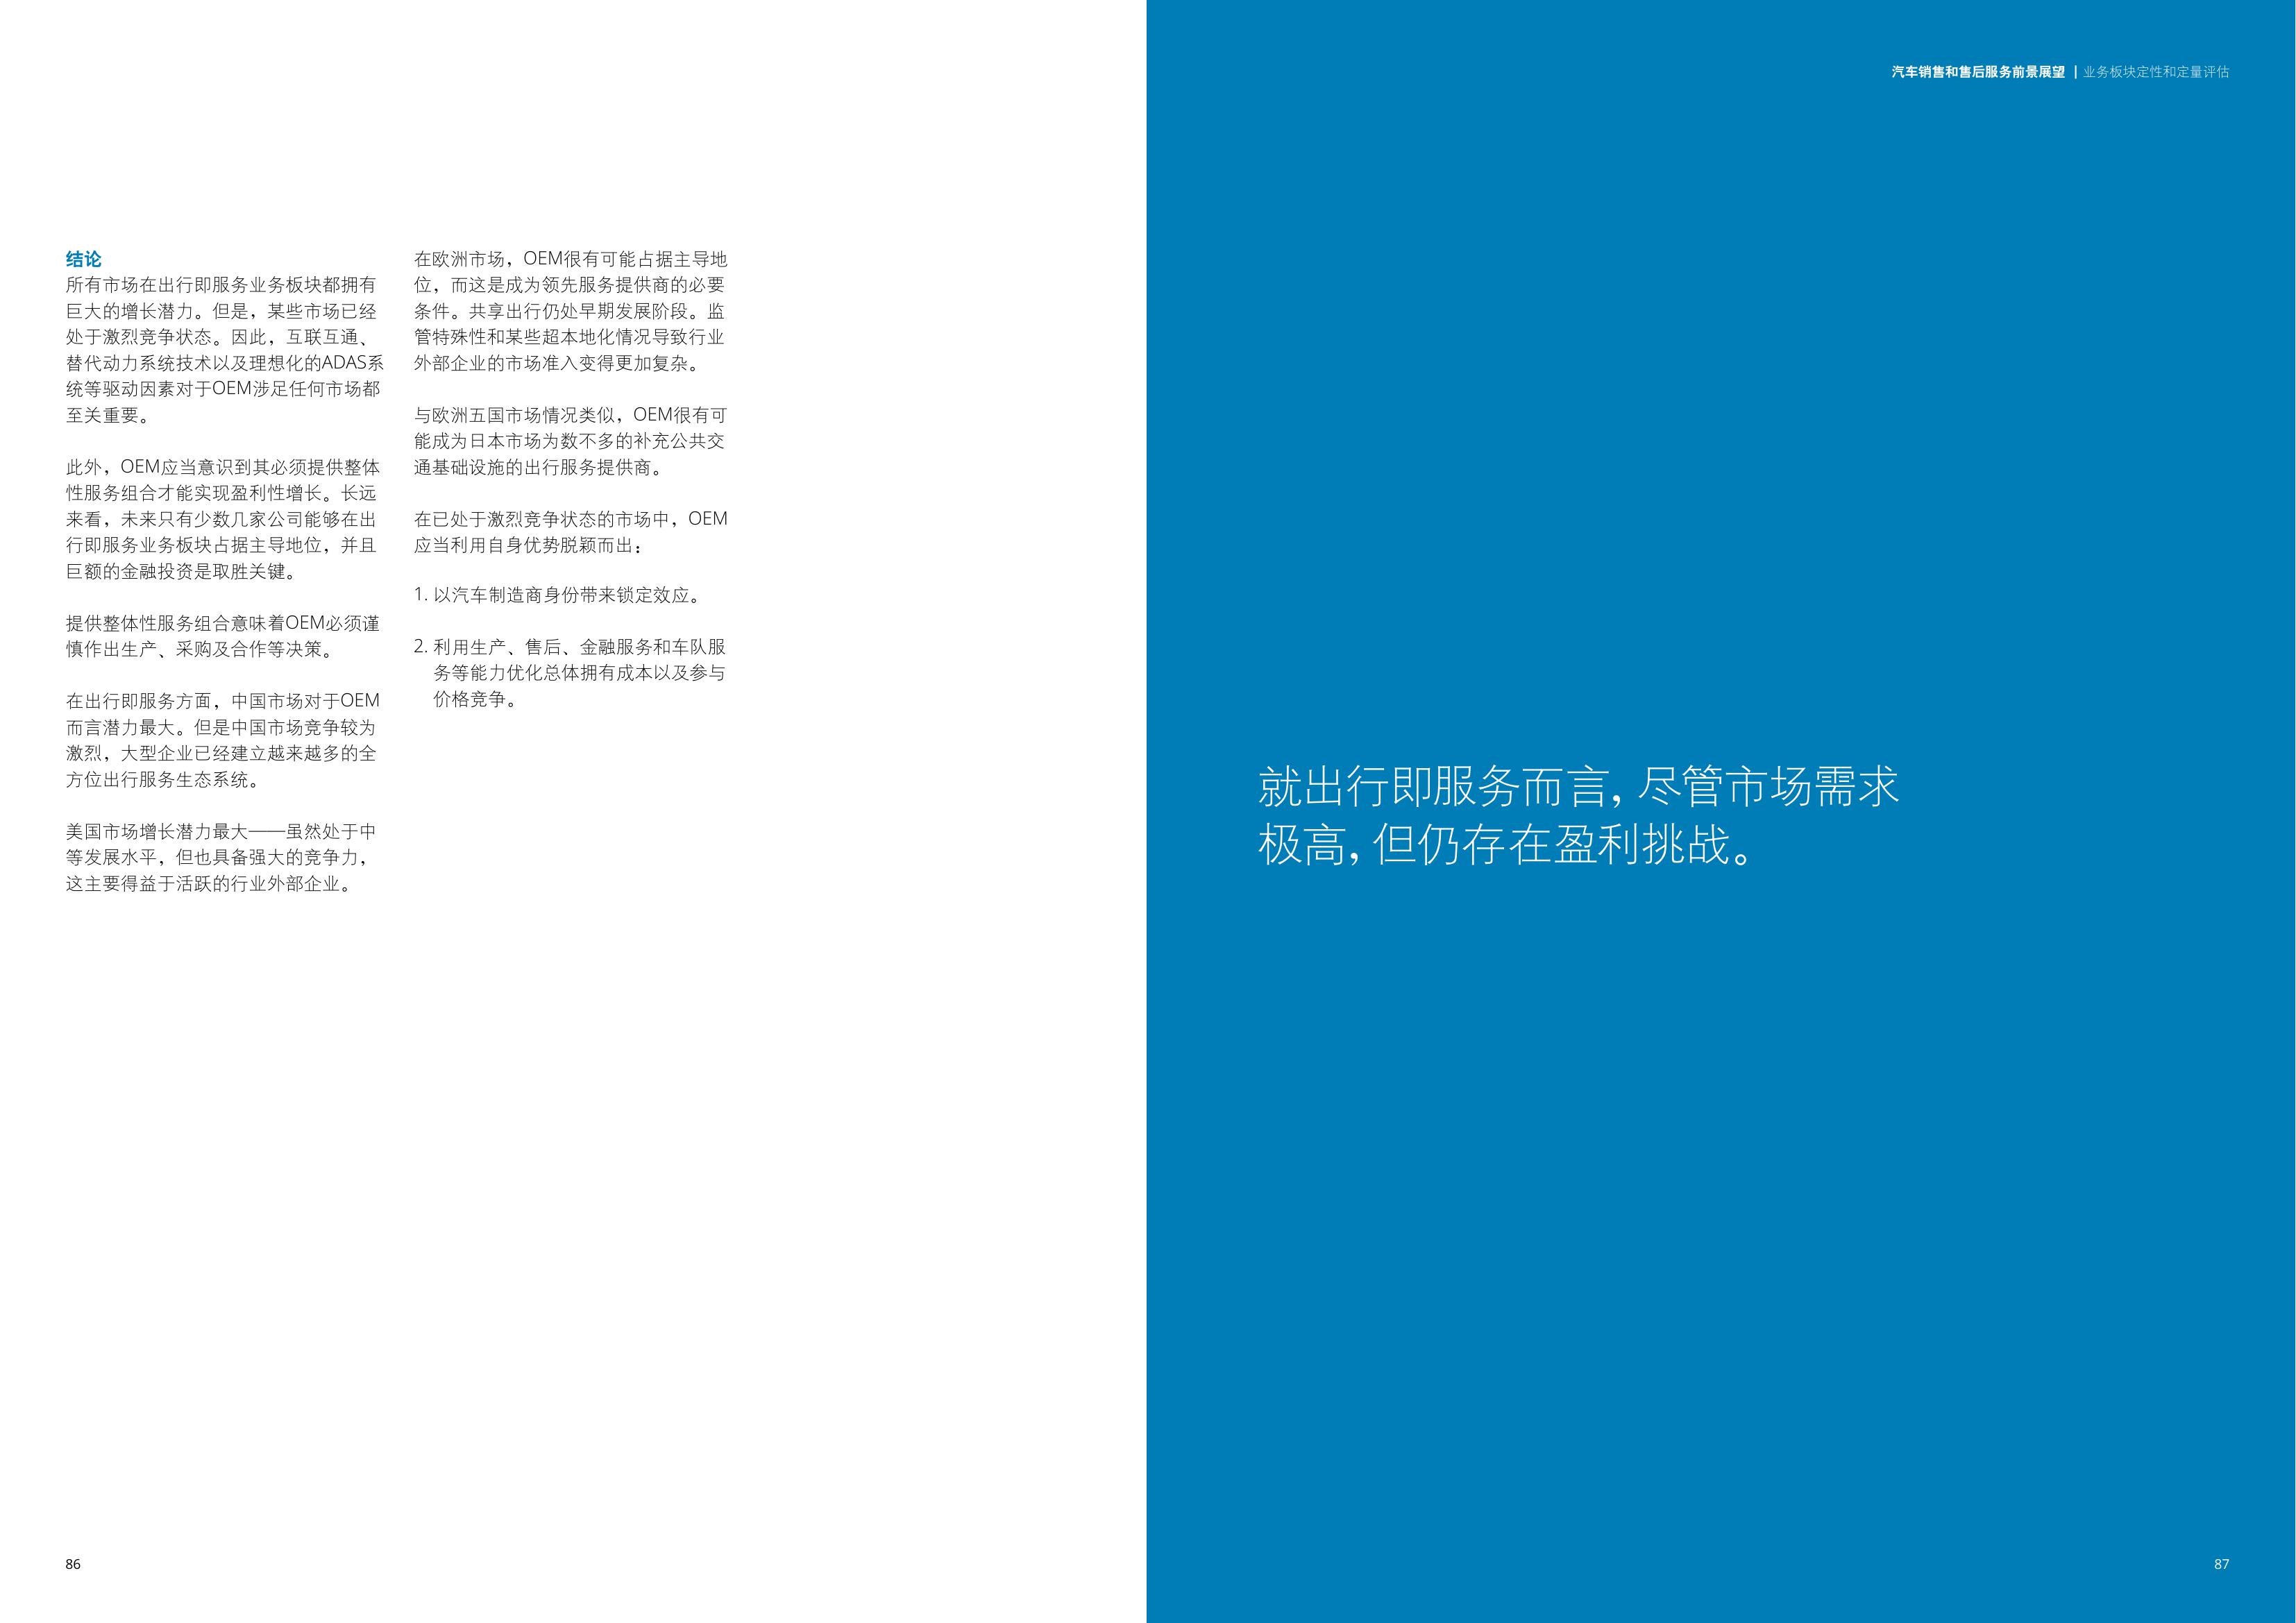 结论
所有市场在出行即服务业务板块都拥有
巨大的增长潜力。但是，某些市场已经
处于激烈竞争状态。因此，互联互通、
替代动力系统技术以及理想化的ADAS系
统等驱动因素对于OEM涉足任何市场都
至关重要。
此外，OEM应当意识到其必须提供整体
性服务组合才能实现盈利性增长。长远
来看，未来只有少数几家公司能够在出
行即服务业务板块占据主导地位，并且
巨额的金融投资是取胜关键。
提供整体性服务组合意味着OEM必须谨
慎作出生产、采购及合作等决策。
在出行即服务方面，中国市场对于OEM
而言潜力最大。但是中国市场竞争较为
激烈，大型企业已经建立越来越多的全
方位出行服务生态系统。
美国市场增长潜力最大——虽然处于中
等发展水平，但也具备强大的竞争力，
这主要得益于活跃的行业外部企业。
在欧洲市场，OEM很有可能占据主导地
位，而这是成为领先服务提供商的必要
条件。共享出行仍处早期发展阶段。监
管特殊性和某些超本地化情况导致行业
外部企业的市场准入变得更加复杂。
与欧洲五国市场情况类似，OEM很有可
能成为日本市场为数不多的补充公共交
通基础设施的出行服务提供商。
在已处于激烈竞争状态的市场中，OEM
应当利用自身优势脱颖而出：
1. 以汽车制造商身份带来锁定效应。
2. 利用生产、售后、金融服务和车队服
务等能力优化总体拥有成本以及参与
价格竞争。
86
汽车销售和售后服务前景展望 | 业务板块定性和定量评估
就出行即服务而言，尽管市场需求
极高，但仍存在盈利挑战。
87